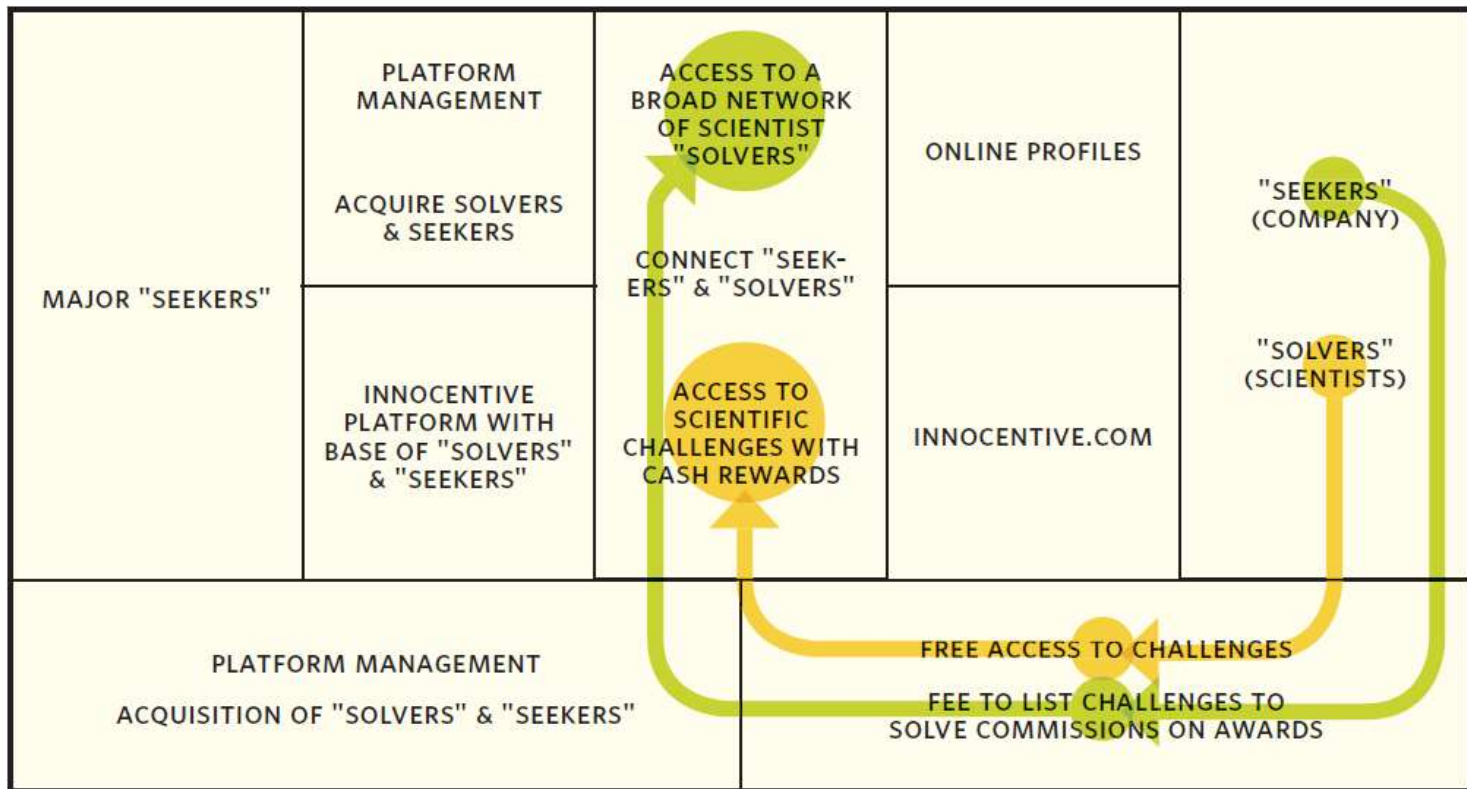 MAJOR "SEEKERS"
PLATFORM
MANAGEMENT
ACQUIRE SOLVERS
& SEEKERS
INNOCENTIVE
PLATFORM WITH
BASE OF "SOLVERS"
& "SEEKERS"
ACCESS TO A
BROAD NETWORK
OF SCIENTIST
"SOLVERS"
CONNECT "SEEK-
ERS" & "SOLVERS"
ACCESS TO
SCIENTIFIC
CHALLENGES WITH
CASH REWARDS
ONLINE PROFILES
INNOCENTIVE.COM
"SEEKERS"
(COMPANY)
"SOLVERS"
(SCIENTISTS)
PLATFORM MANAGEMENT
ACQUISITION OF "SOLVERS" & "SEEKERS"
FREE ACCESS TO CHALLENGES
FEE TO LIST CHALLENGES TO
SOLVE COMMISSIONS ON AWARDS